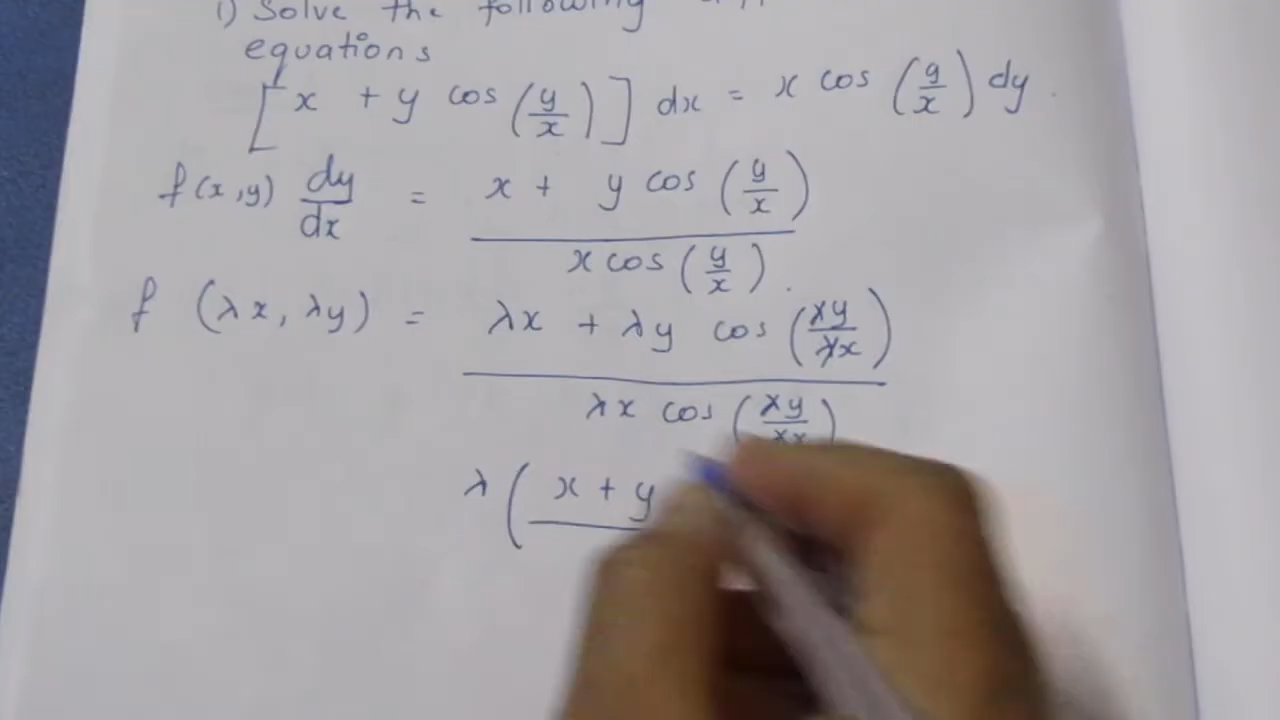 1) Solve the following
equations
[x + y cos (y/x)] dx = x cos (y/x) dy.
f(x,y) dy/dx = x + y cos (y/x) / x cos (y/x).
f (λx, λy) = λx + λy cos (λy/λx) / λx cos (λy/λx)
λ ( x + y